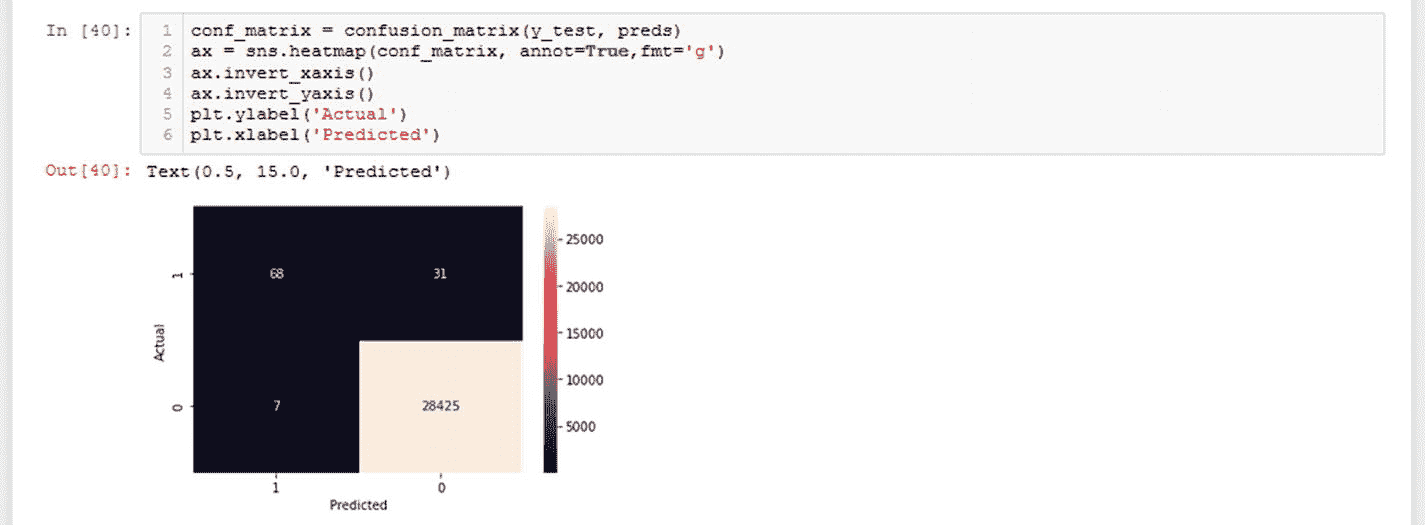 In [40]:
1 conf_matrix = confusion_matrix(y_test, preds)
2 ax = sns.heatmap(conf_matrix, annot=True,fmt='g')
3 ax.invert_xaxis()
4 ax.invert_yaxis()
5 plt.ylabel('Actual')
6 plt.xlabel('Predicted')
Out[40]: Text(0.5, 15.0, 'Predicted')
25000
1 68 31
20000
15000
Actual
10000
0 7 28425
5000
1 0
Predicted